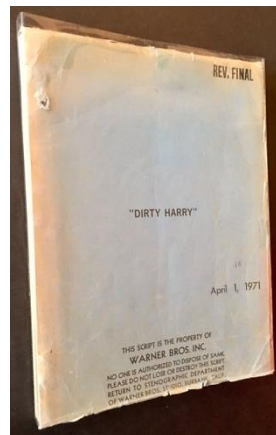 REV. FINAL
"DIRTY HARRY"
April 1, 1971
THIS SCRIPT IS THE PROPERTY OF
WARNER BROS. INC.
NO ONE IS AUTHORIZED TO DISPOSE OF SAME
PLEASE DO NOT LOSE OR DESTROY THIS SCRIPT
RETURN TO STENOGRAPHIC DEPARTMENT
OF WARNER BROS. STUDIO, BURBANK, CALIF.